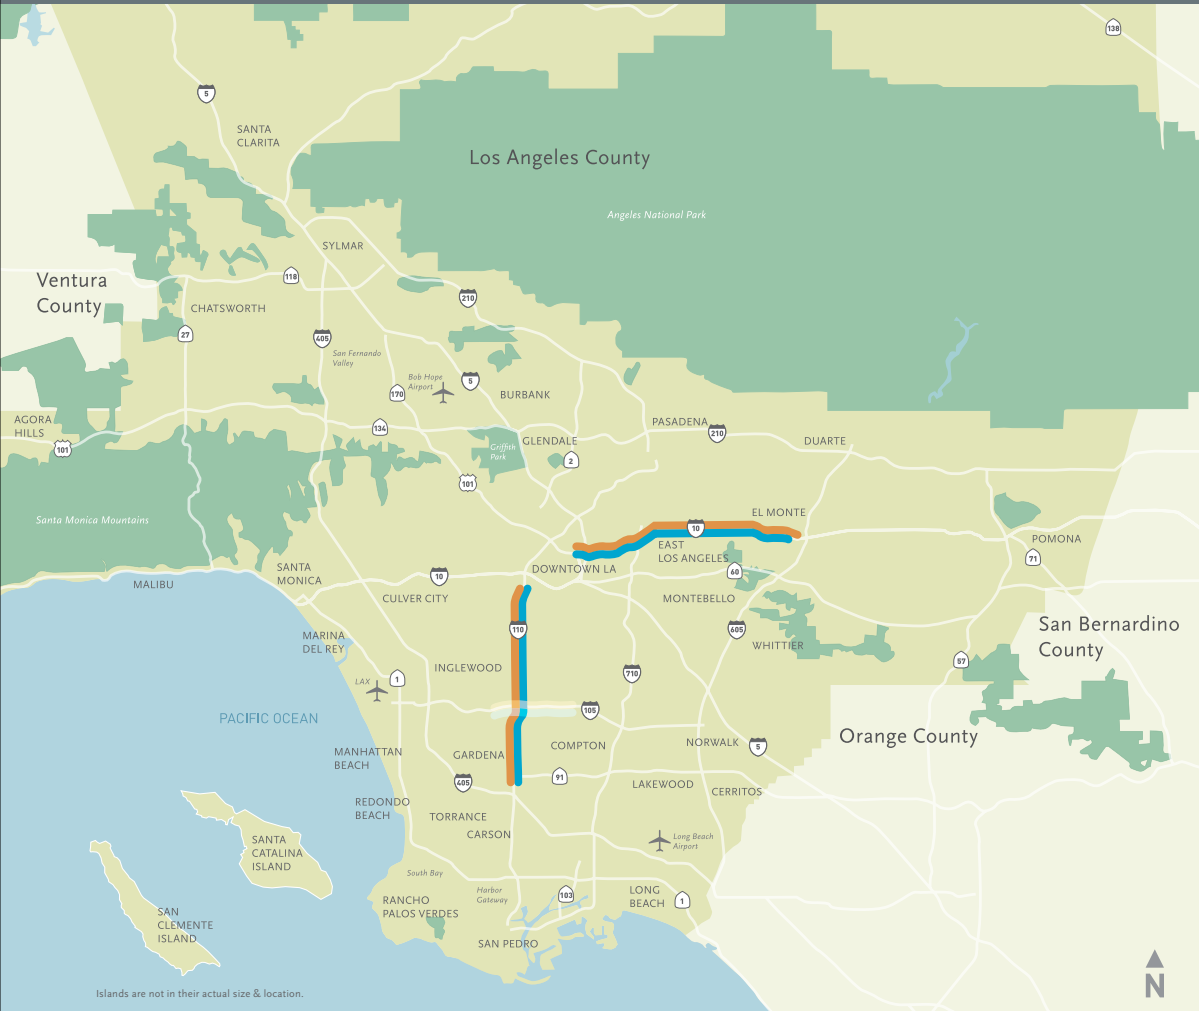 138
5
SANTA
CLARITA
Los Angeles County
Angeles National Park
SYLMAR
118
Ventura
County
210
CHATSWORTH
27
405
San Fernando
Valley
Bob Hope
Airport
5
170
BURBANK
AGORA
HILLS
101
134
PASADENA
210
GLENDALE
DUARTE
Griffith
Park
2
101
Santa Monica Mountains
EL MONTE
10
EAST
LOS ANGELES
POMONA
71
DOWNTOWN LA
60
SANTA
MONICA
10
MALIBU
CULVER CITY
MONTEBELLO
San Bernardino
County
MARINA
DEL REY
110
605
WHITTIER
INGLEWOOD
57
710
LAX
1
PACIFIC OCEAN
105
Orange County
MANHATTAN
BEACH
GARDENA
COMPTON
NORWALK
5
405
91
LAKEWOOD
CERRITOS
REDONDO
BEACH
TORRANCE
CARSON
Long Beach
Airport
SANTA
CATALINA
ISLAND
South Bay
Harbor
Gateway
103
LONG
BEACH
1
RANCHO
PALOS VERDES
SAN
CLEMENTE
ISLAND
SAN PEDRO
N
Islands are not in their actual size & location.